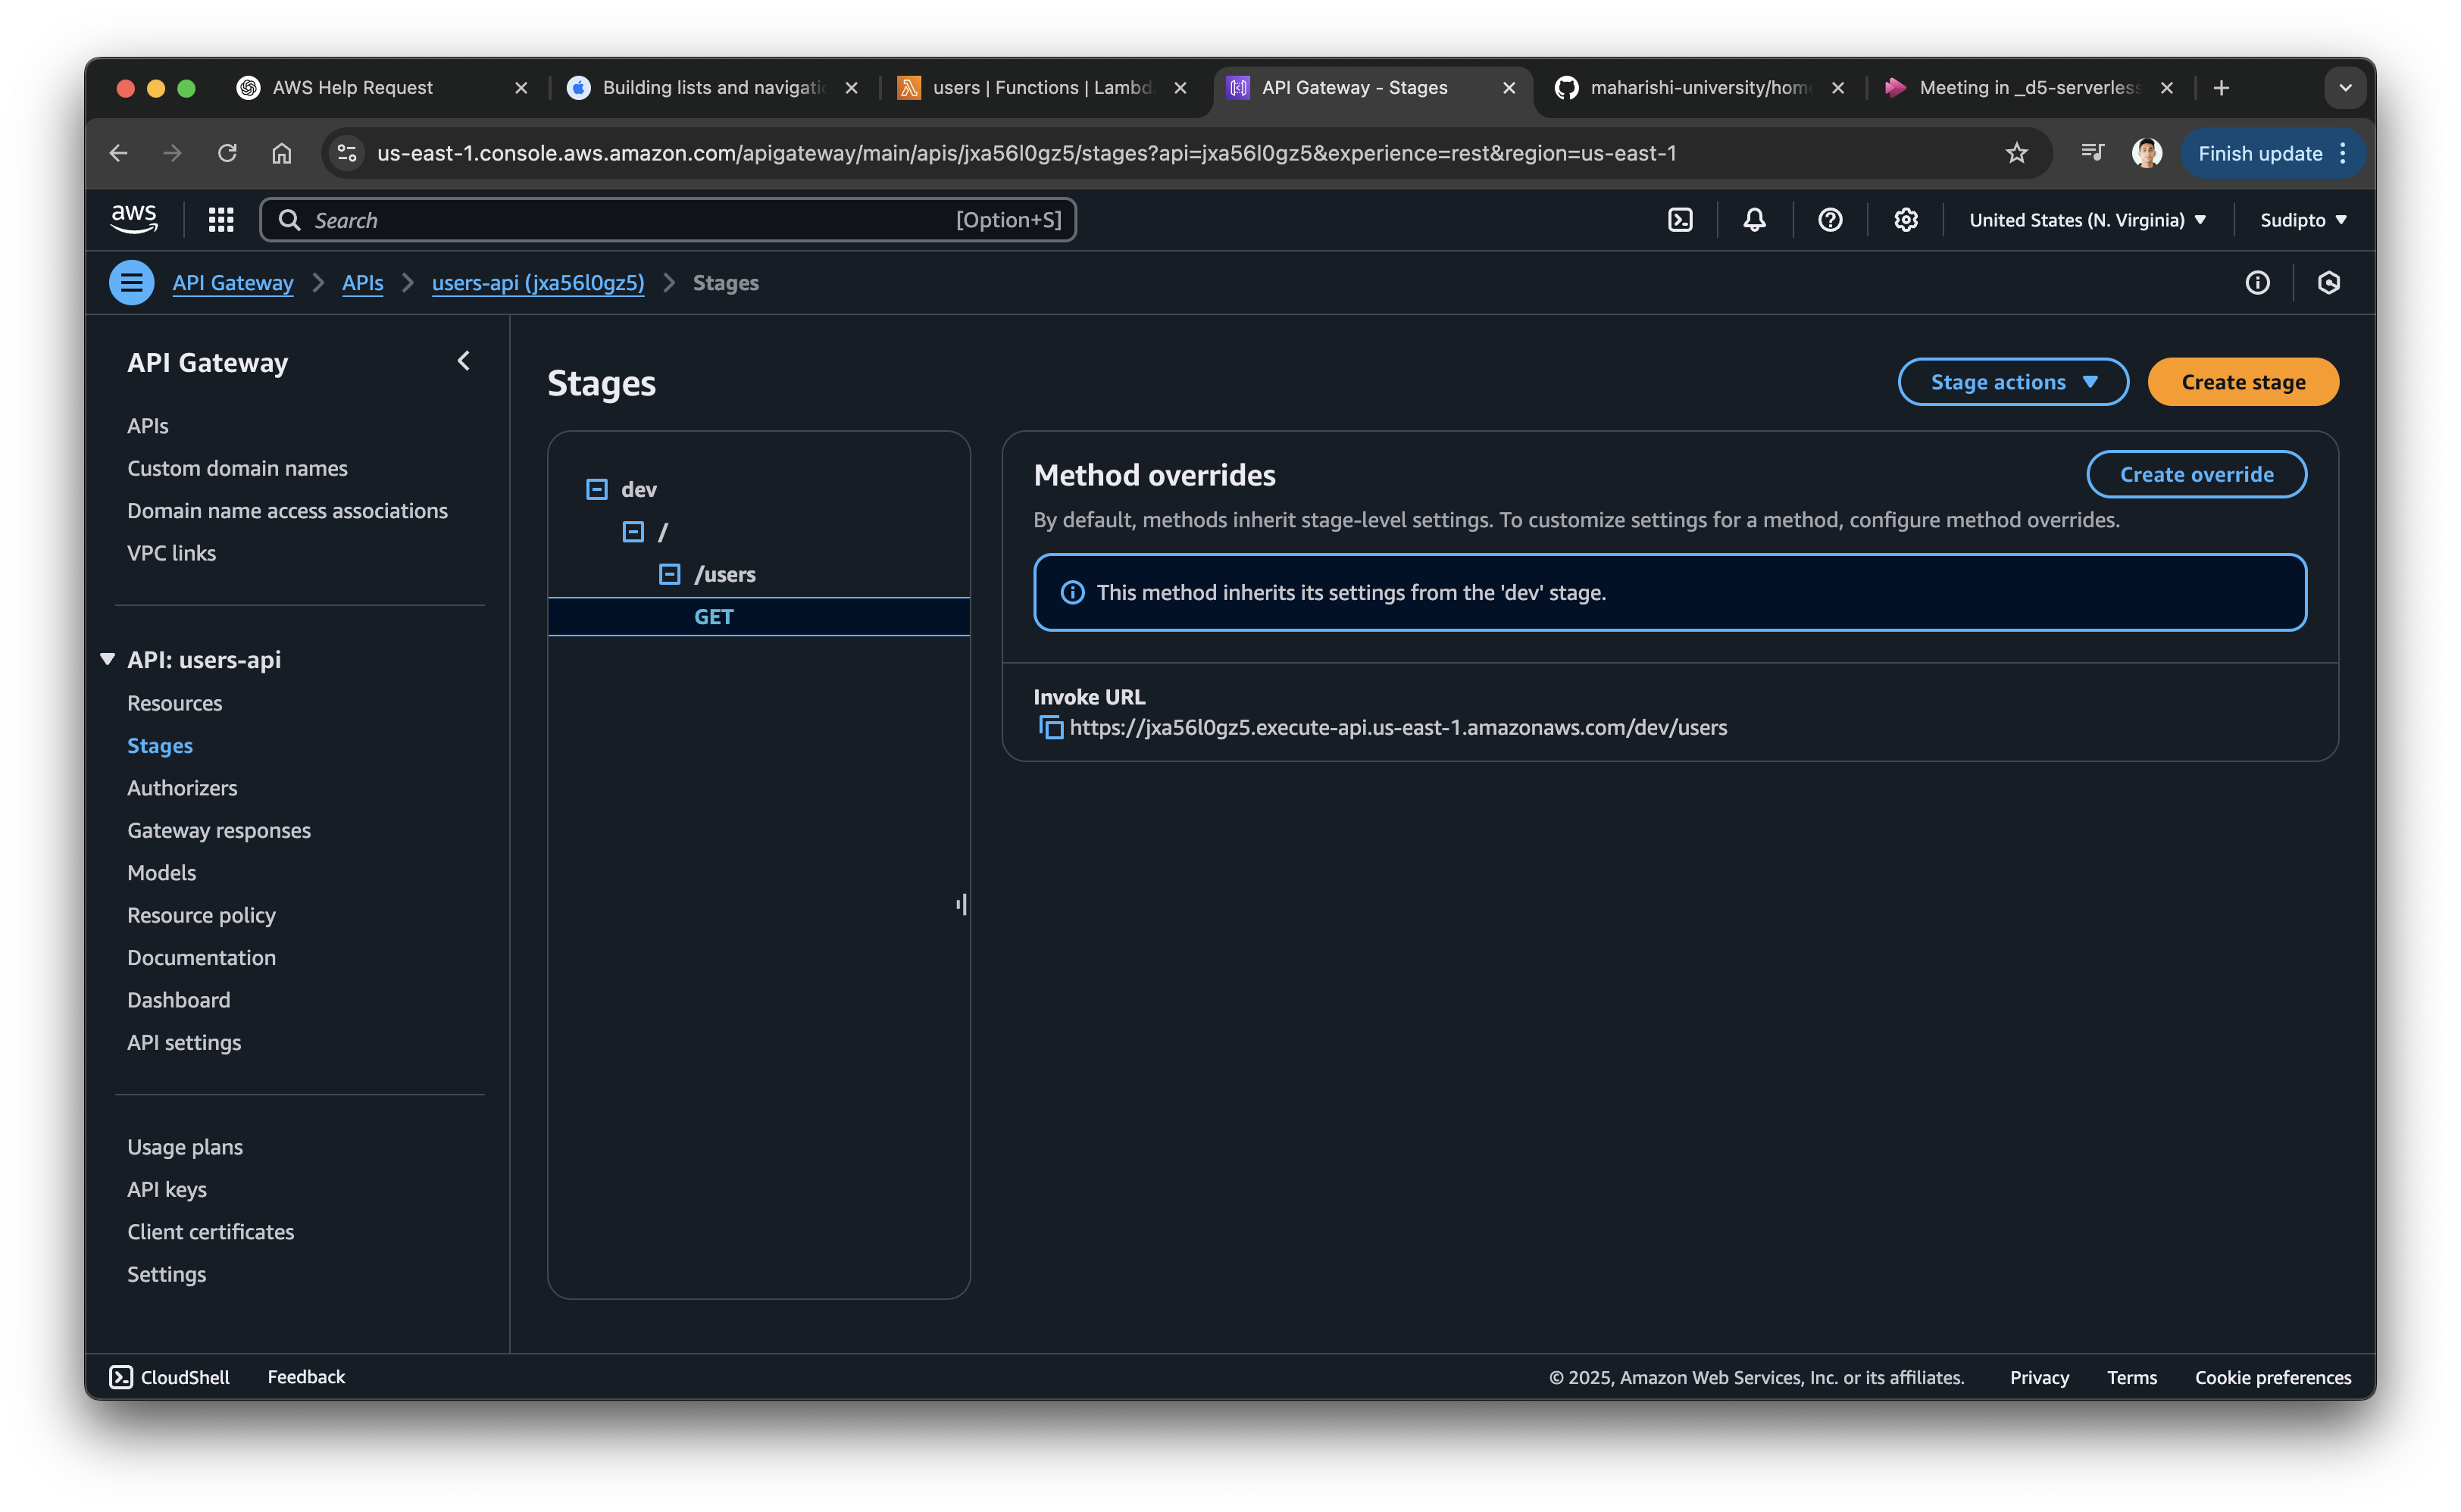 AWS Help Request
Building lists and navigati
users | Functions | Lambd
API Gateway - Stages
maharishi-university/hom
Meeting in _d5-serverless
us-east-1.console.aws.amazon.com/apigateway/main/apis/jxa56l0gz5/stages?api=jxa56l0gz5&experience=rest&region=us-east-1
Finish update
aws
Search
[Option+S]
United States (N. Virginia)
Sudipto
API Gateway
APIs
users-api (jxa56l0gz5)
Stages
API Gateway
APIs
Custom domain names
Domain name access associations
VPC links
API: users-api
Resources
Stages
Authorizers
Gateway responses
Models
Resource policy
Documentation
Dashboard
API settings
Usage plans
API keys
Client certificates
Settings
Stages
Stage actions
Create stage
dev
/
/users
GET
Method overrides
Create override
By default, methods inherit stage-level settings. To customize settings for a method, configure method overrides.
This method inherits its settings from the 'dev' stage.
Invoke URL
https://jxa56l0gz5.execute-api.us-east-1.amazonaws.com/dev/users
CloudShell
Feedback
© 2025, Amazon Web Services, Inc. or its affiliates.
Privacy
Terms
Cookie preferences